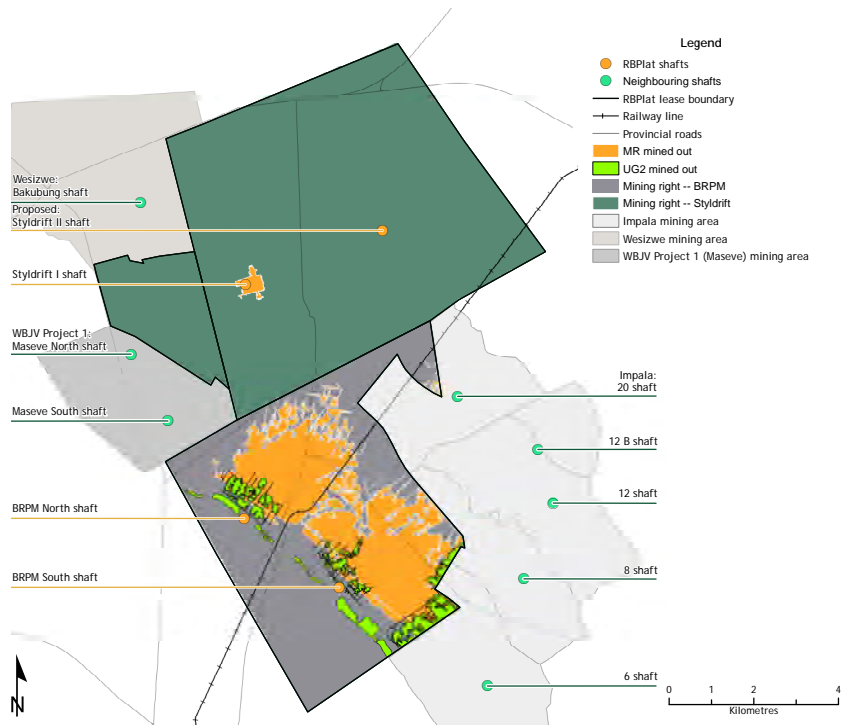 Legend
RBPlat shafts
Neighbouring shafts
RBPlat lease boundary
Railway line
Provincial roads
MR mined out
UG2 mined out
Mining right -- BRPM
Mining right -- Styldrift
Impala mining area
Wesizwe mining area
WBJV Project 1 (Maseve) mining area
Wesizwe:
Bakubung shaft
Proposed:
Styldrift II shaft
Styldrift I shaft
WBJV Project 1:
Maseve North shaft
Maseve South shaft
BRPM North shaft
BRPM South shaft
Impala:
20 shaft
12 B shaft
12 shaft
8 shaft
6 shaft
N
0 1 2 3 4
Kilometres